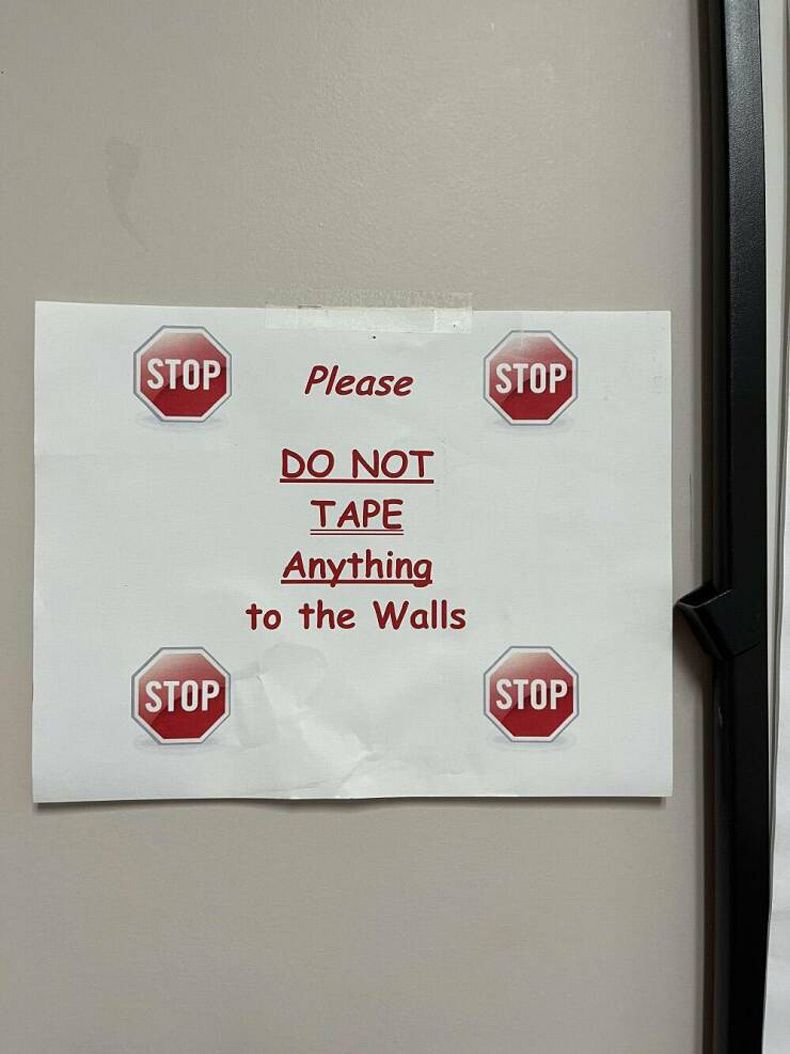 STOP Please STOP
DO NOT
TAPE
Anything
to the Walls
STOP STOP